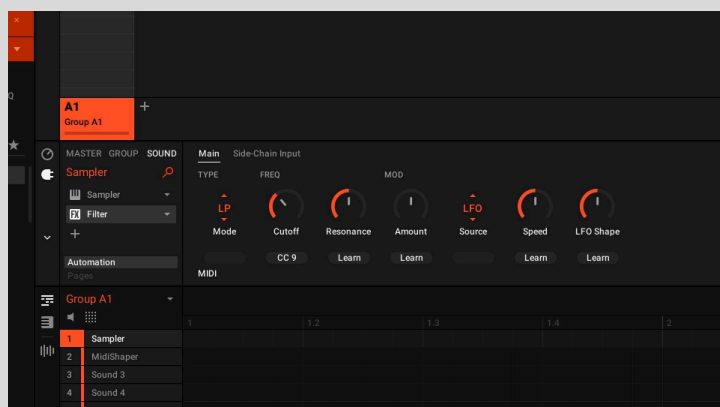 Q
A1
Group A1
+
MASTER GROUP SOUND
Sampler
Sampler
FX Filter
+
Automation
Pages
Main Side-Chain Input
TYPE FREQ MOD
LP LFO
Mode Cutoff Resonance Amount Source Speed LFO Shape
CC 9 Learn Learn Learn Learn
MIDI
Group A1
1 1.2 1.3 1.4 2
1 Sampler
2 MidiShaper
3 Sound 3
4 Sound 4